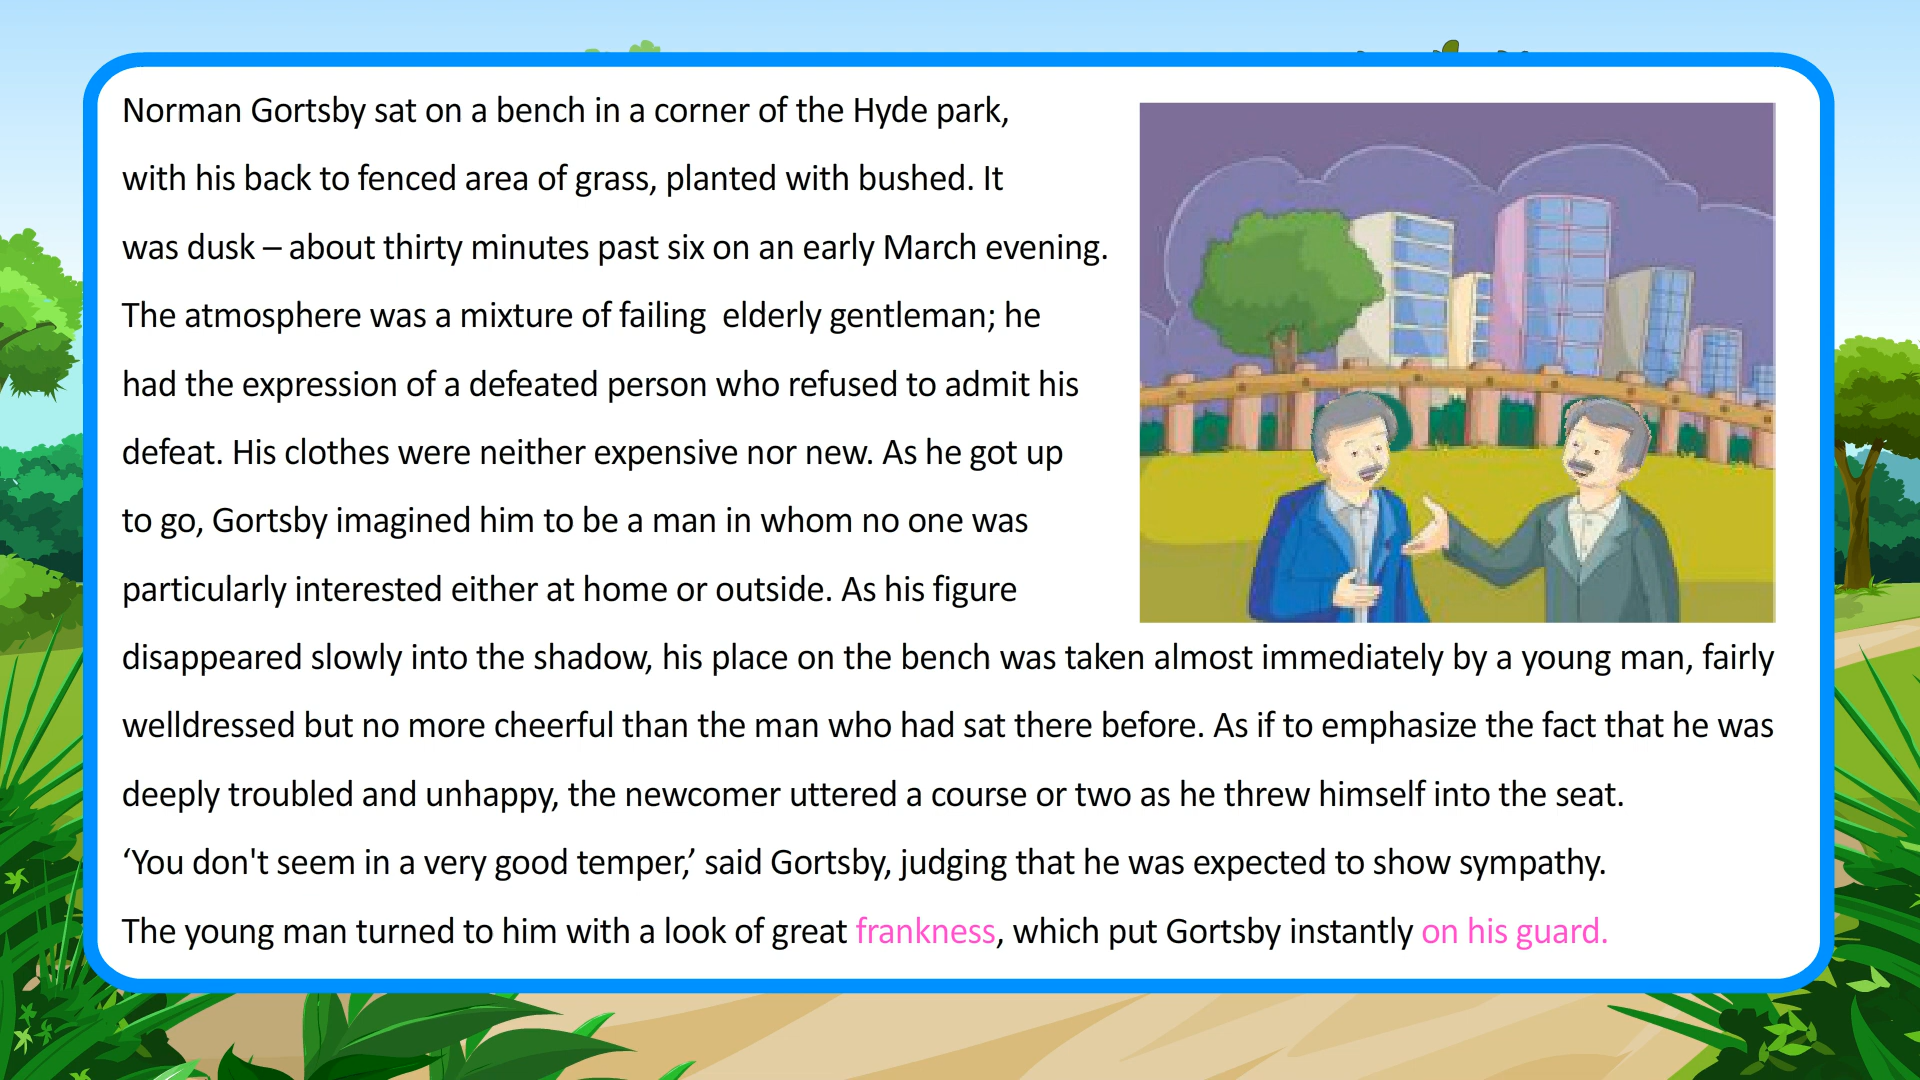 Norman Gortsby sat on a bench in a corner of the Hyde park,
with his back to fenced area of grass, planted with bushed. It
was dusk – about thirty minutes past six on an early March evening.
The atmosphere was a mixture of failing  elderly gentleman; he
had the expression of a defeated person who refused to admit his
defeat. His clothes were neither expensive nor new. As he got up
to go, Gortsby imagined him to be a man in whom no one was
particularly interested either at home or outside. As his figure
disappeared slowly into the shadow, his place on the bench was taken almost immediately by a young man, fairly
welldressed but no more cheerful than the man who had sat there before. As if to emphasize the fact that he was
deeply troubled and unhappy, the newcomer uttered a course or two as he threw himself into the seat.
‘You don't seem in a very good temper,’ said Gortsby, judging that he was expected to show sympathy.
The young man turned to him with a look of great frankness, which put Gortsby instantly on his guard.